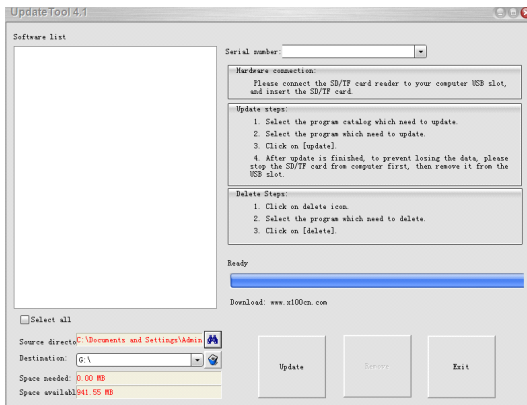 UpdateTool 4.1
Software list
Serial number:
Hardware connection:
Please connect the SD/TF card reader to your computer USB slot,
and insert the SD/TF card.
Update steps:
1. Select the program catalog which need to update.
2. Select the program which need to update.
3. Click on [update].
4. After update is finished, to prevent losing the data, please
stop the SD/TF card from computer first, then remove it from the
USB slot.
Delete Steps:
1. Click on delete icon.
2. Select the program which need to delete.
3. Click on [delete].
Ready
Download: www.x100cn.com
Select all
Source directo C:\Documents and Settings\Admin
Destination: G:\
Space needed: 0.00 MB
Space availabl 941.55 MB
Update
Remove
Exit